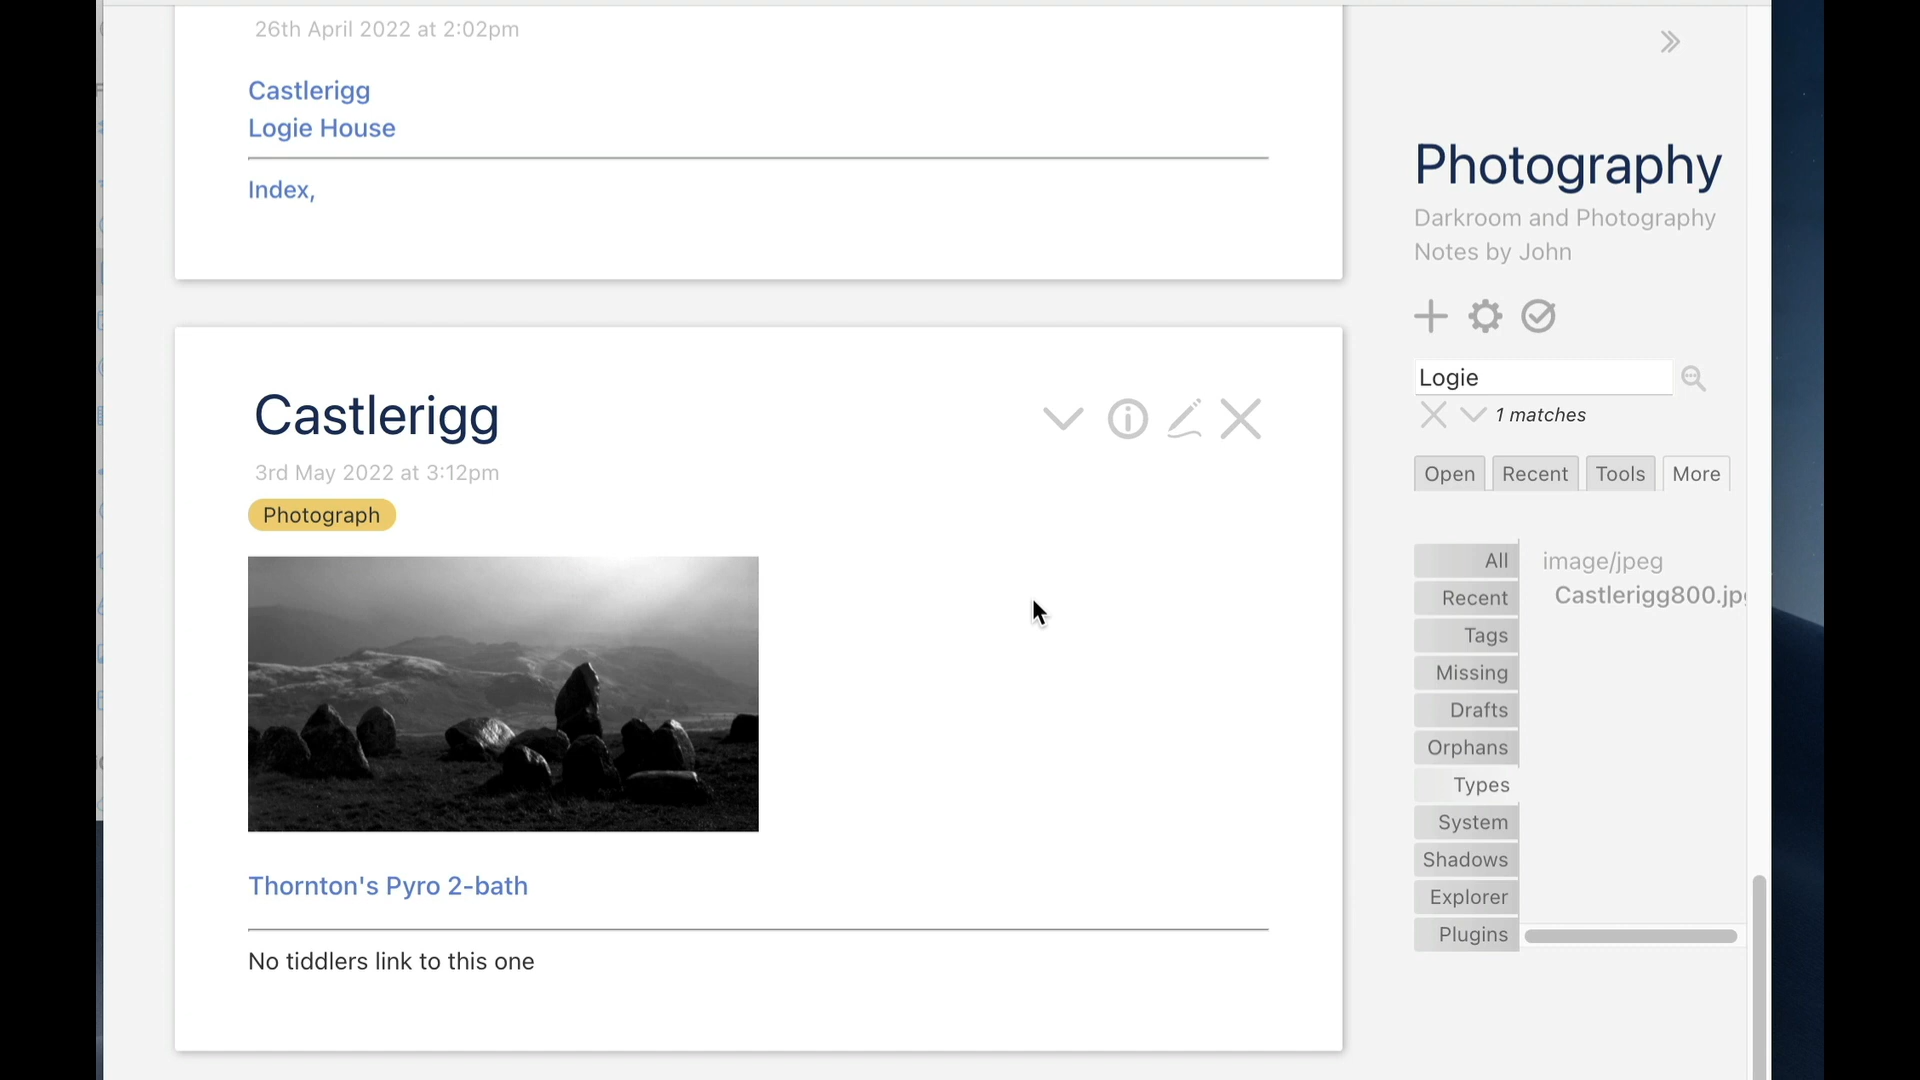 26th April 2022 at 2:02pm
Castlerigg
Logie House
Index,
Castlerigg
3rd May 2022 at 3:12pm
Photograph
Thornton's Pyro 2-bath
No tiddlers link to this one
Photography
Darkroom and Photography
Notes by John
Logie
1 matches
Open Recent Tools More
All
Recent
Tags
Missing
Drafts
Orphans
Types
System
Shadows
Explorer
Plugins
image/jpeg
Castlerigg800.jp